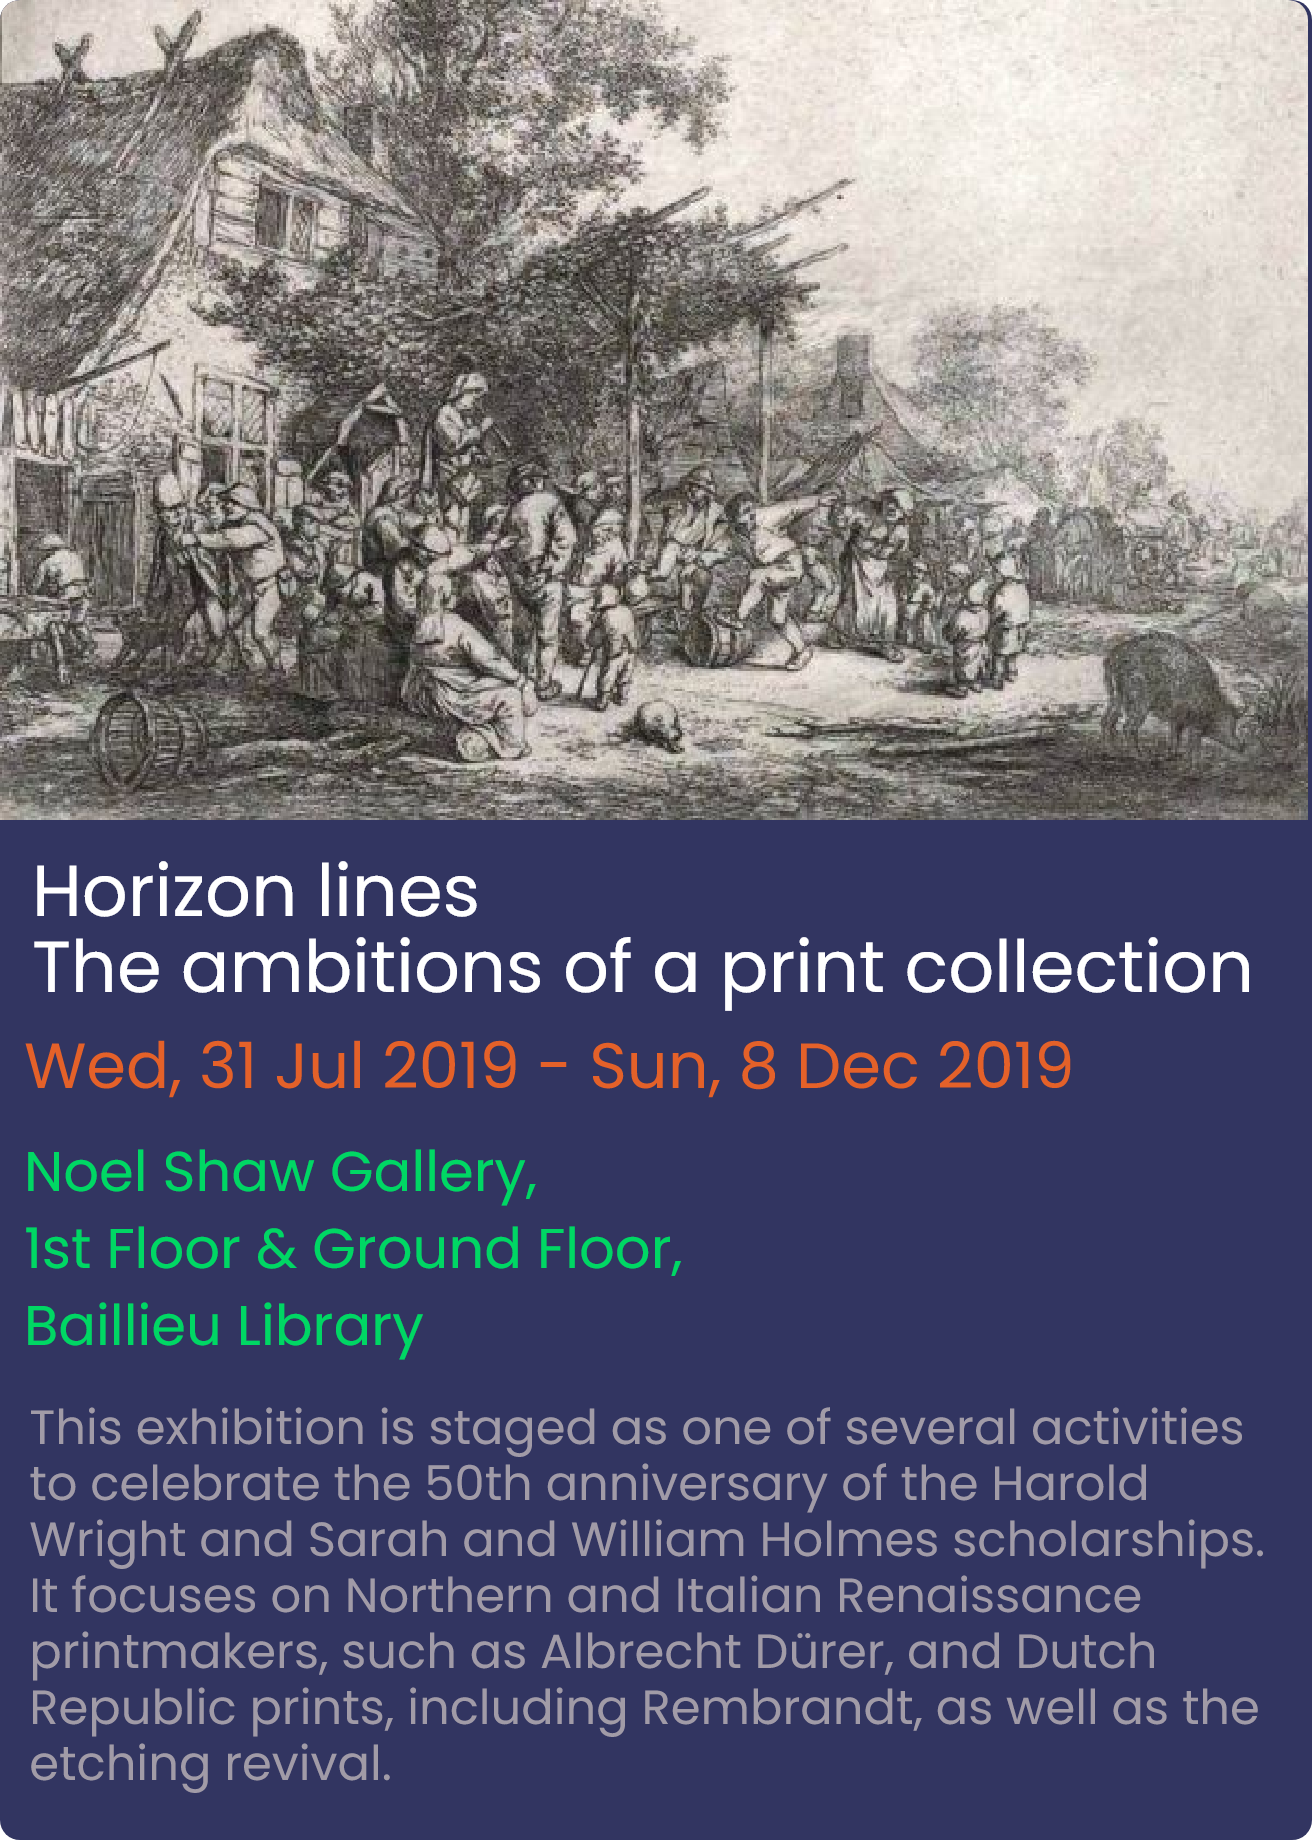 Horizon lines
The ambitions of a print collection
Wed, 31 Jul 2019 - Sun, 8 Dec 2019
Noel Shaw Gallery,
1st Floor & Ground Floor,
Baillieu Library
This exhibition is staged as one of several activities
to celebrate the 50th anniversary of the Harold
Wright and Sarah and William Holmes scholarships.
It focuses on Northern and Italian Renaissance
printmakers, such as Albrecht Dürer, and Dutch
Republic prints, including Rembrandt, as well as the
etching revival.